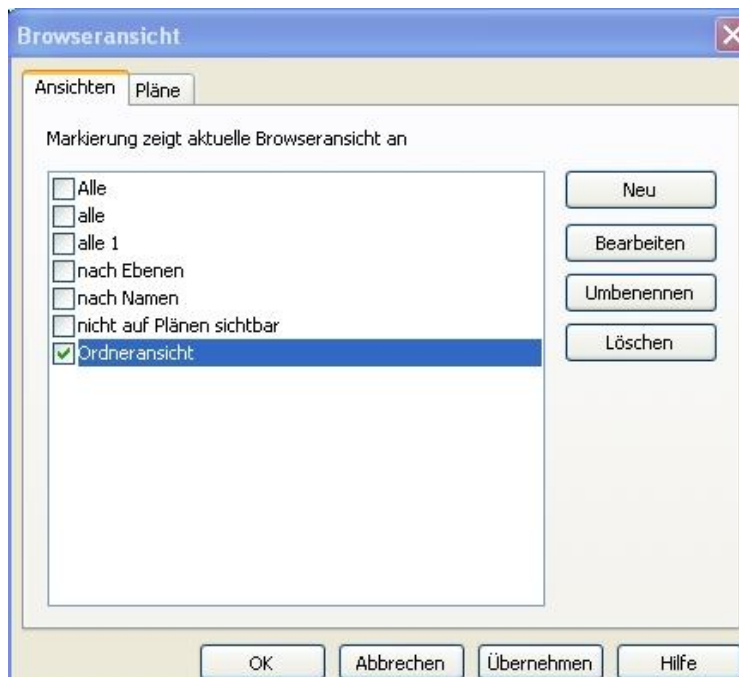 Browseransicht
Ansichten
Pläne
Markierung zeigt aktuelle Browseransicht an
Alle
alle
alle 1
nach Ebenen
nach Namen
nicht auf Plänen sichtbar
Ordneransicht
Neu
Bearbeiten
Umbenennen
Löschen
OK
Abbrechen
Übernehmen
Hilfe